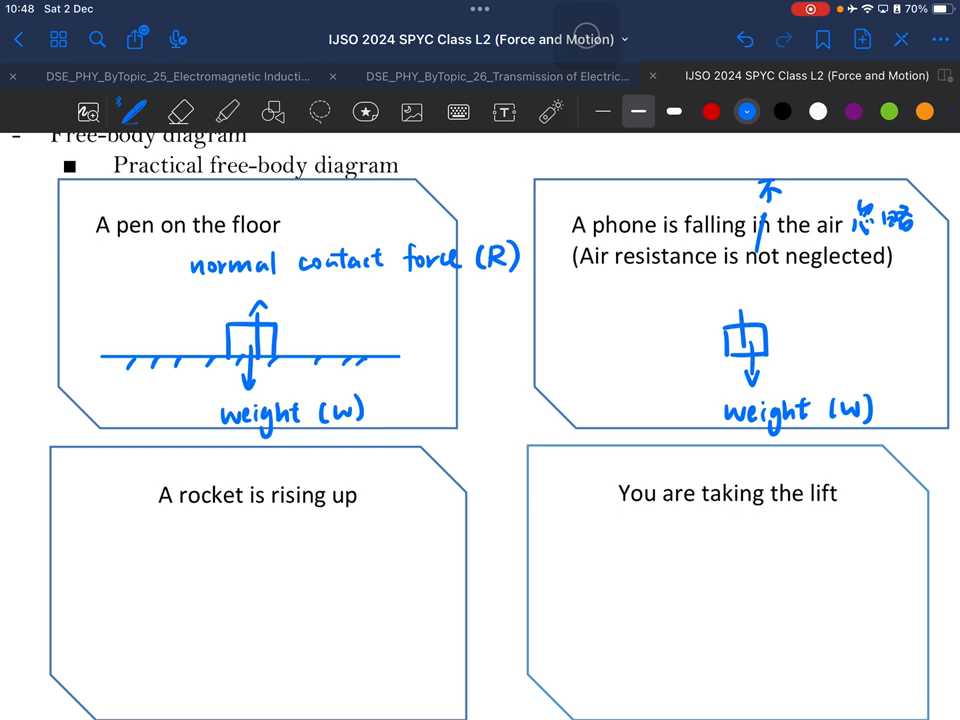 10:48 Sat 2 Dec
70%
IJSO 2024 SPYC Class L2 (Force and Motion)
DSE_PHY_ByTopic_25_Electromagnetic Inducti...
DSE_PHY_ByTopic_26_Transmission of Electric...
IJSO 2024 SPYC Class L2 (Force and Motion)
- Free-body diagram
■ Practical free-body diagram
A pen on the floor
normal contact force (R)
weight (W)
不
A phone is falling in the air 忽略
(Air resistance is not neglected)
weight (W)
A rocket is rising up
You are taking the lift